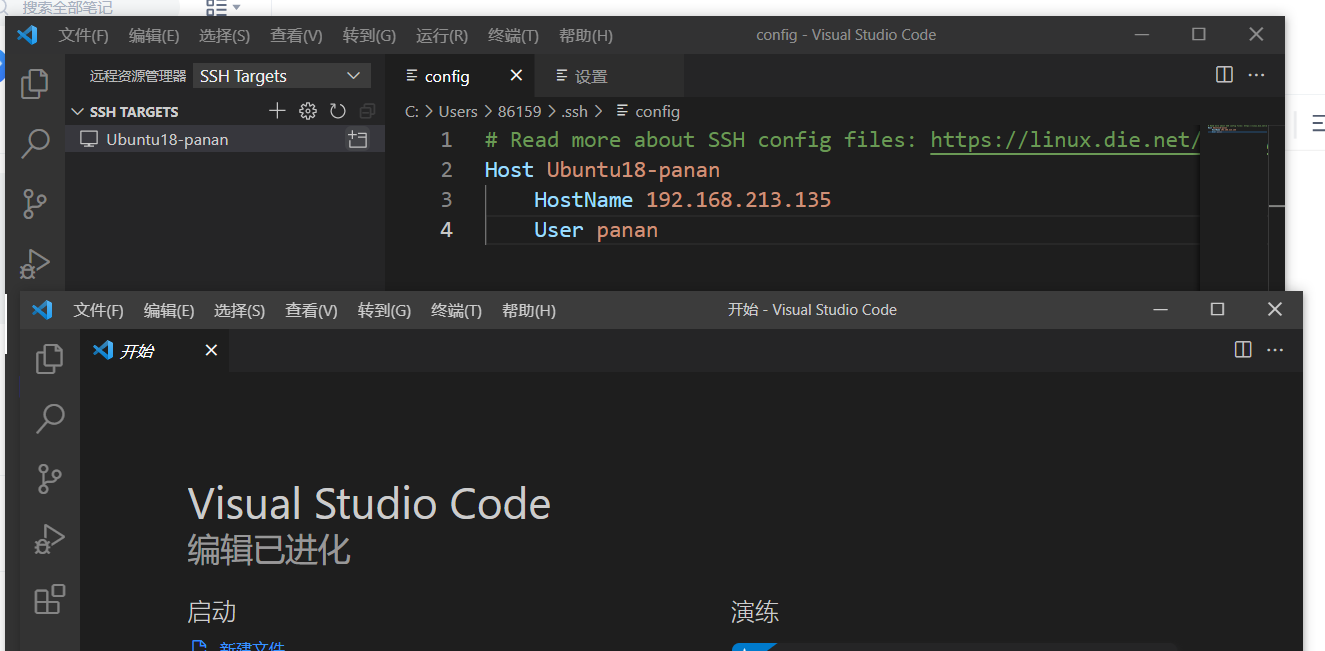 搜索全部笔记
文件(F) 编辑(E) 选择(S) 查看(V) 转到(G) 运行(R) 终端(T) 帮助(H) config - Visual Studio Code
远程资源管理器 SSH Targets config 设置
SSH TARGETS C: > Users > 86159 > .ssh > config
Ubuntu18-panan
1 # Read more about SSH config files: https://linux.die.net/
2 Host Ubuntu18-panan
3 HostName 192.168.213.135
4 User panan
文件(F) 编辑(E) 选择(S) 查看(V) 转到(G) 终端(T) 帮助(H) 开始 - Visual Studio Code
开始
Visual Studio Code
编辑已进化
启动 演练
新建文件